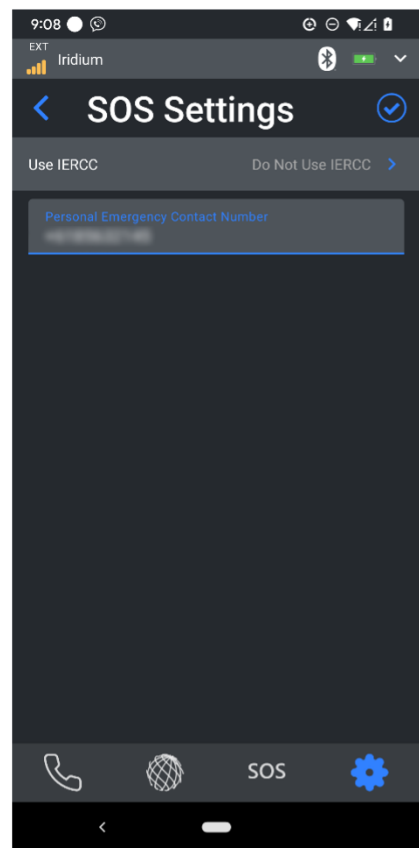 9:08
EXT
Iridium
SOS Settings
Use IERCC Do Not Use IERCC
Personal Emergency Contact Number
SOS